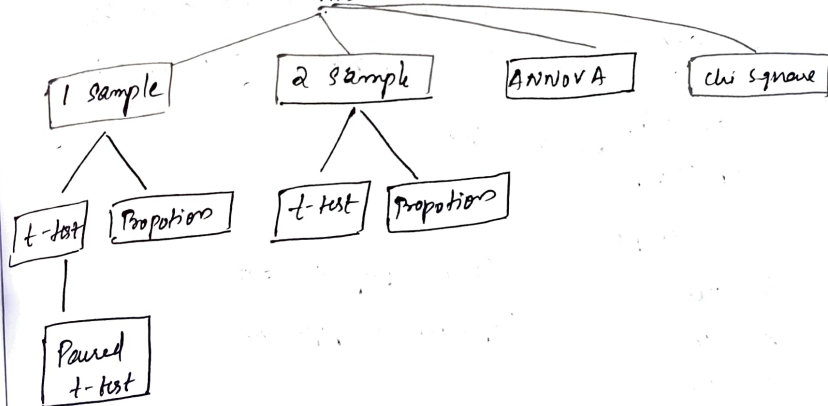 1 sample
2 sample
ANNOVA
chi square
t-test
Propotion
t-test
Propotion
Paired
t-test